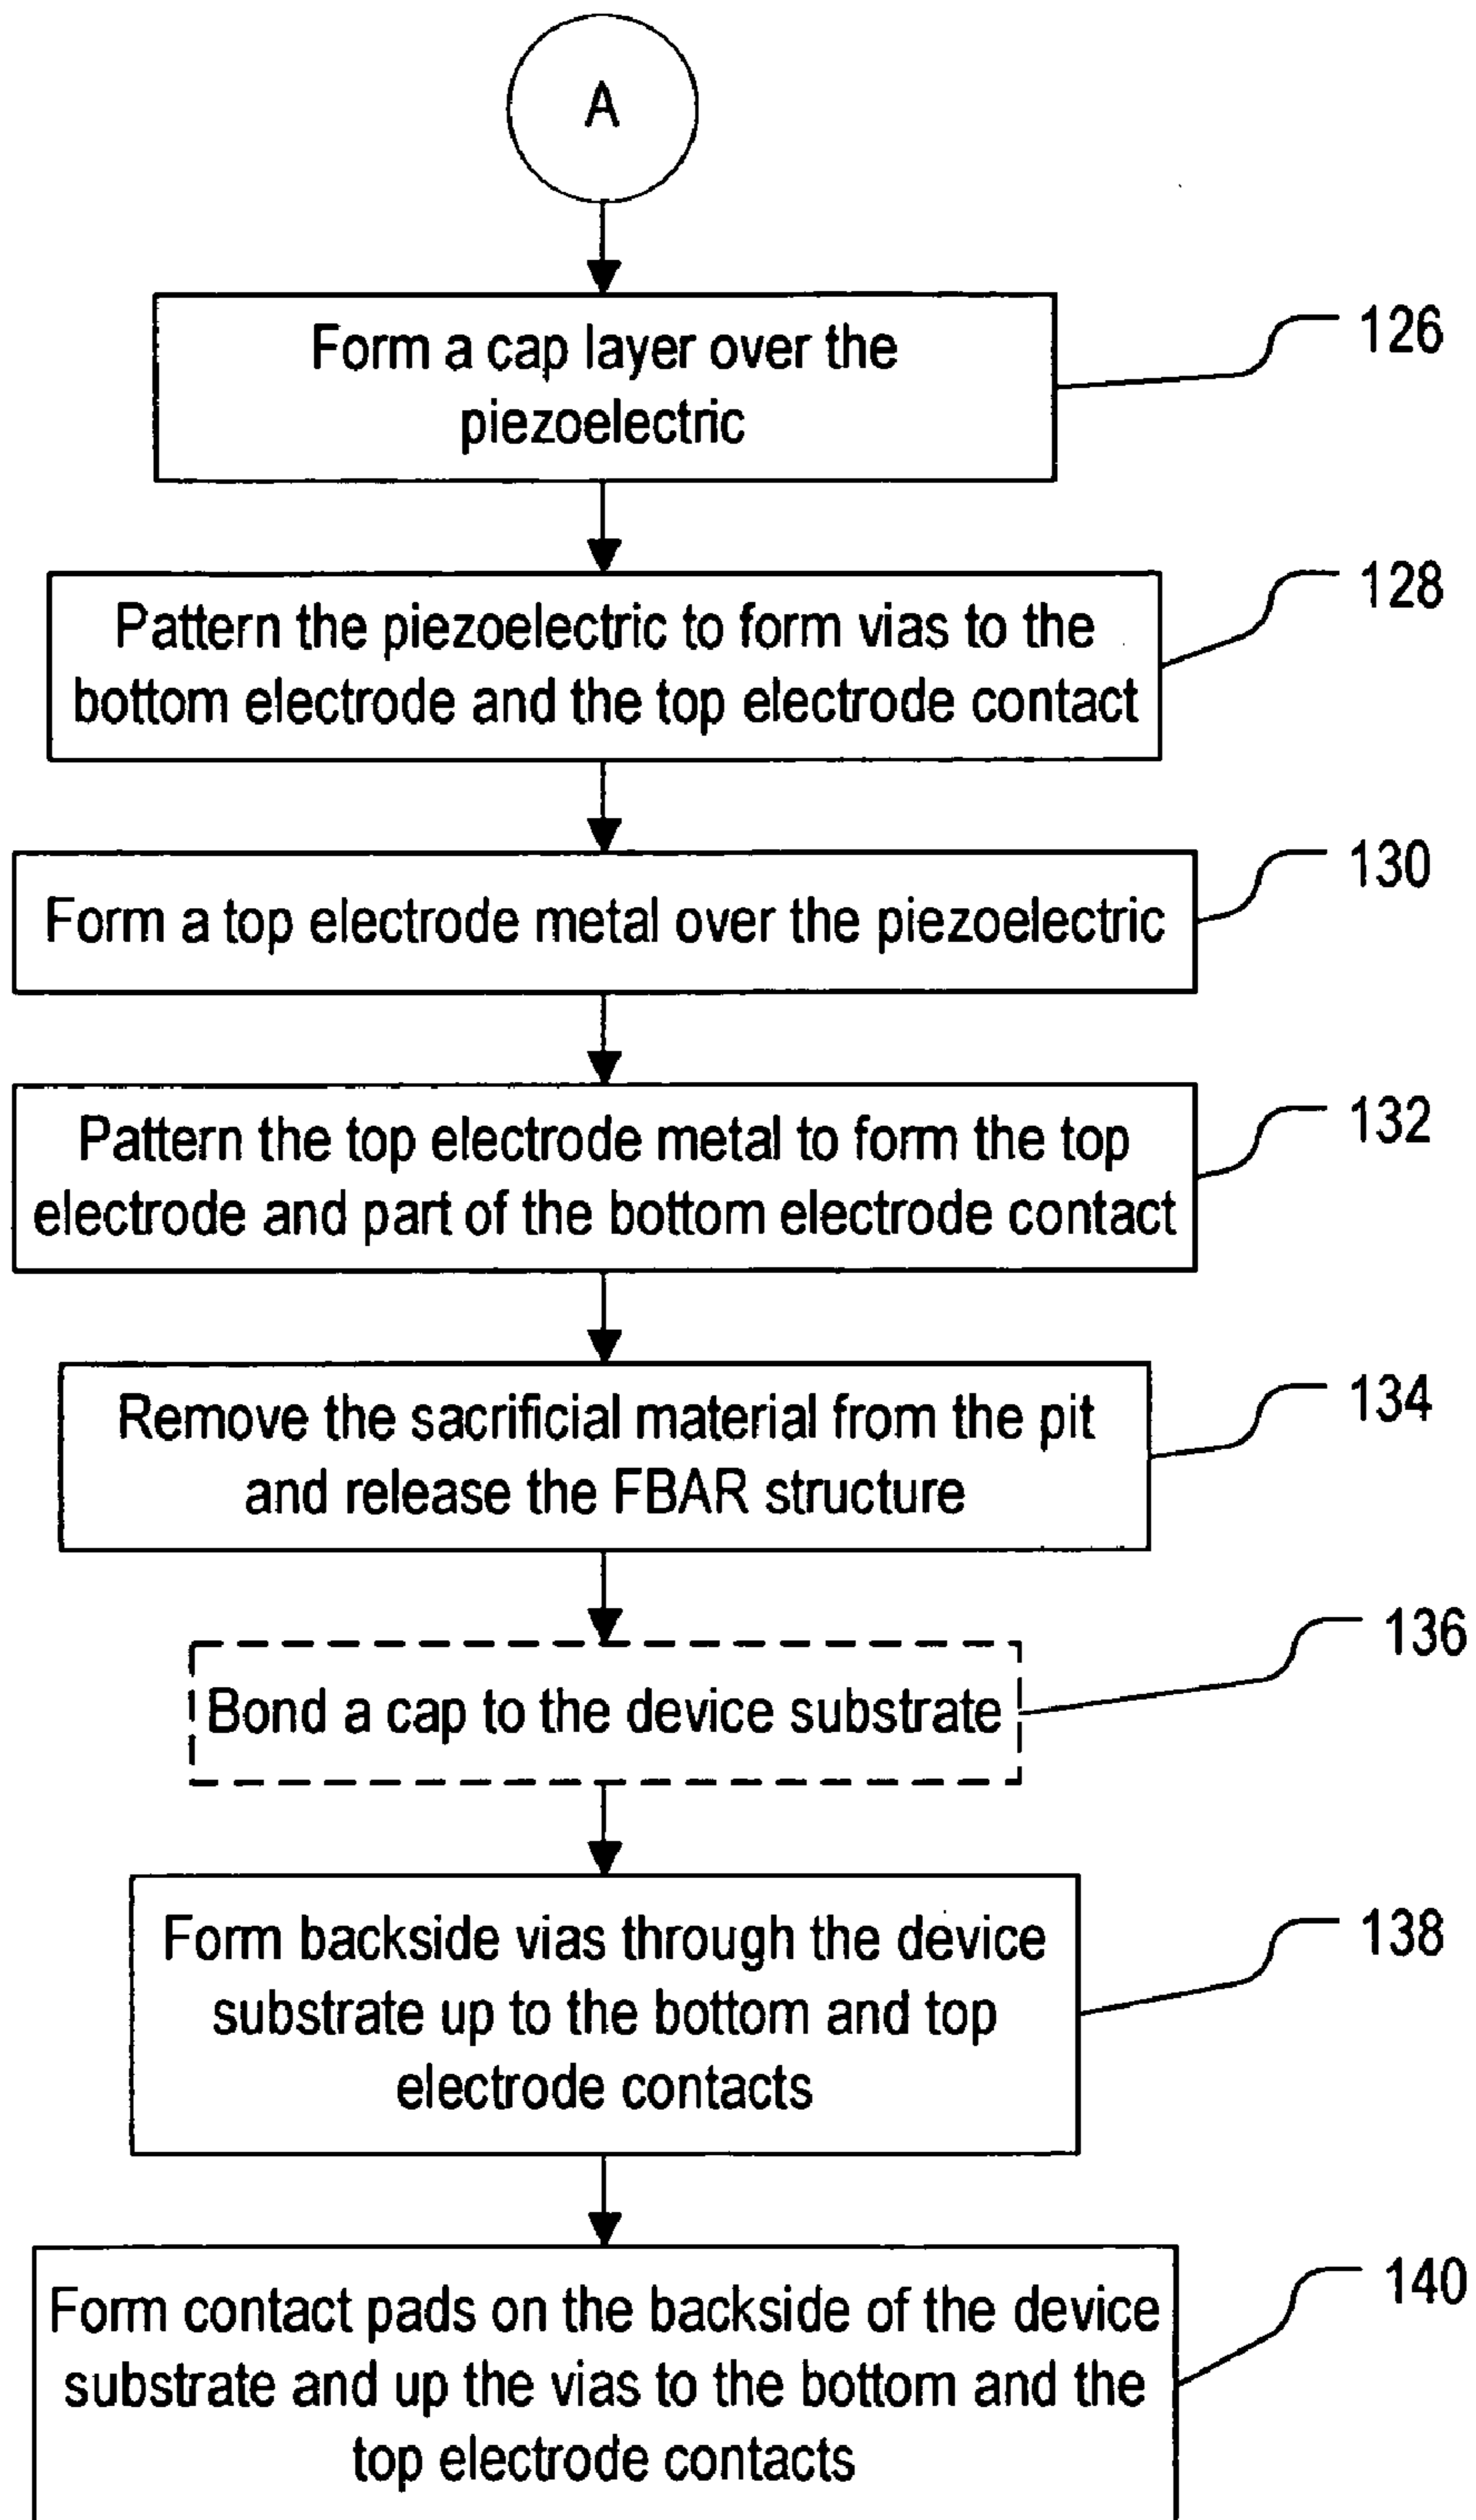 A
Form a cap layer over the
piezoelectric
126
Pattern the piezoelectric to form vias to the
bottom electrode and the top electrode contact
128
Form a top electrode metal over the piezoelectric
130
Pattern the top electrode metal to form the top
electrode and part of the bottom electrode contact
132
Remove the sacrificial material from the pit
and release the FBAR structure
134
Bond a cap to the device substrate
136
Form backside vias through the device
substrate up to the bottom and top
electrode contacts
138
Form contact pads on the backside of the device
substrate and up the vias to the bottom and the
top electrode contacts
140